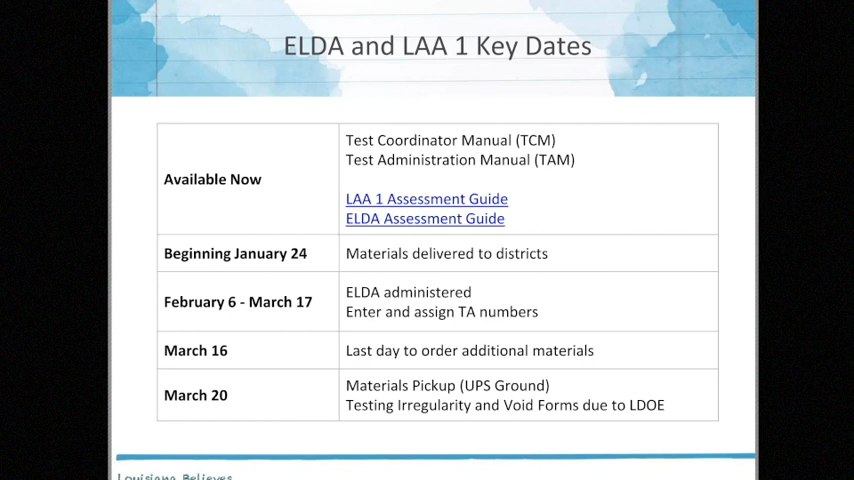 ELDA and LAA 1 Key Dates
Available Now
Test Coordinator Manual (TCM)
Test Administration Manual (TAM)
LAA 1 Assessment Guide
ELDA Assessment Guide
Beginning January 24
Materials delivered to districts
February 6 - March 17
ELDA administered
Enter and assign TA numbers
March 16
Last day to order additional materials
March 20
Materials Pickup (UPS Ground)
Testing Irregularity and Void Forms due to LDOE
Louisiana Believes